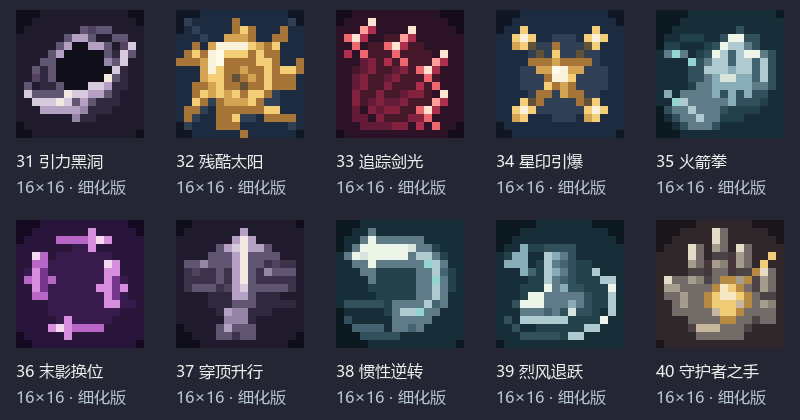 31 引力黑洞
16×16 · 细化版
32 残酷太阳
16×16 · 细化版
33 追踪剑光
16×16 · 细化版
34 星印引爆
16×16 · 细化版
35 火箭拳
16×16 · 细化版
36 末影换位
16×16 · 细化版
37 穿顶升行
16×16 · 细化版
38 惯性逆转
16×16 · 细化版
39 烈风退跃
16×16 · 细化版
40 守护者之手
16×16 · 细化版